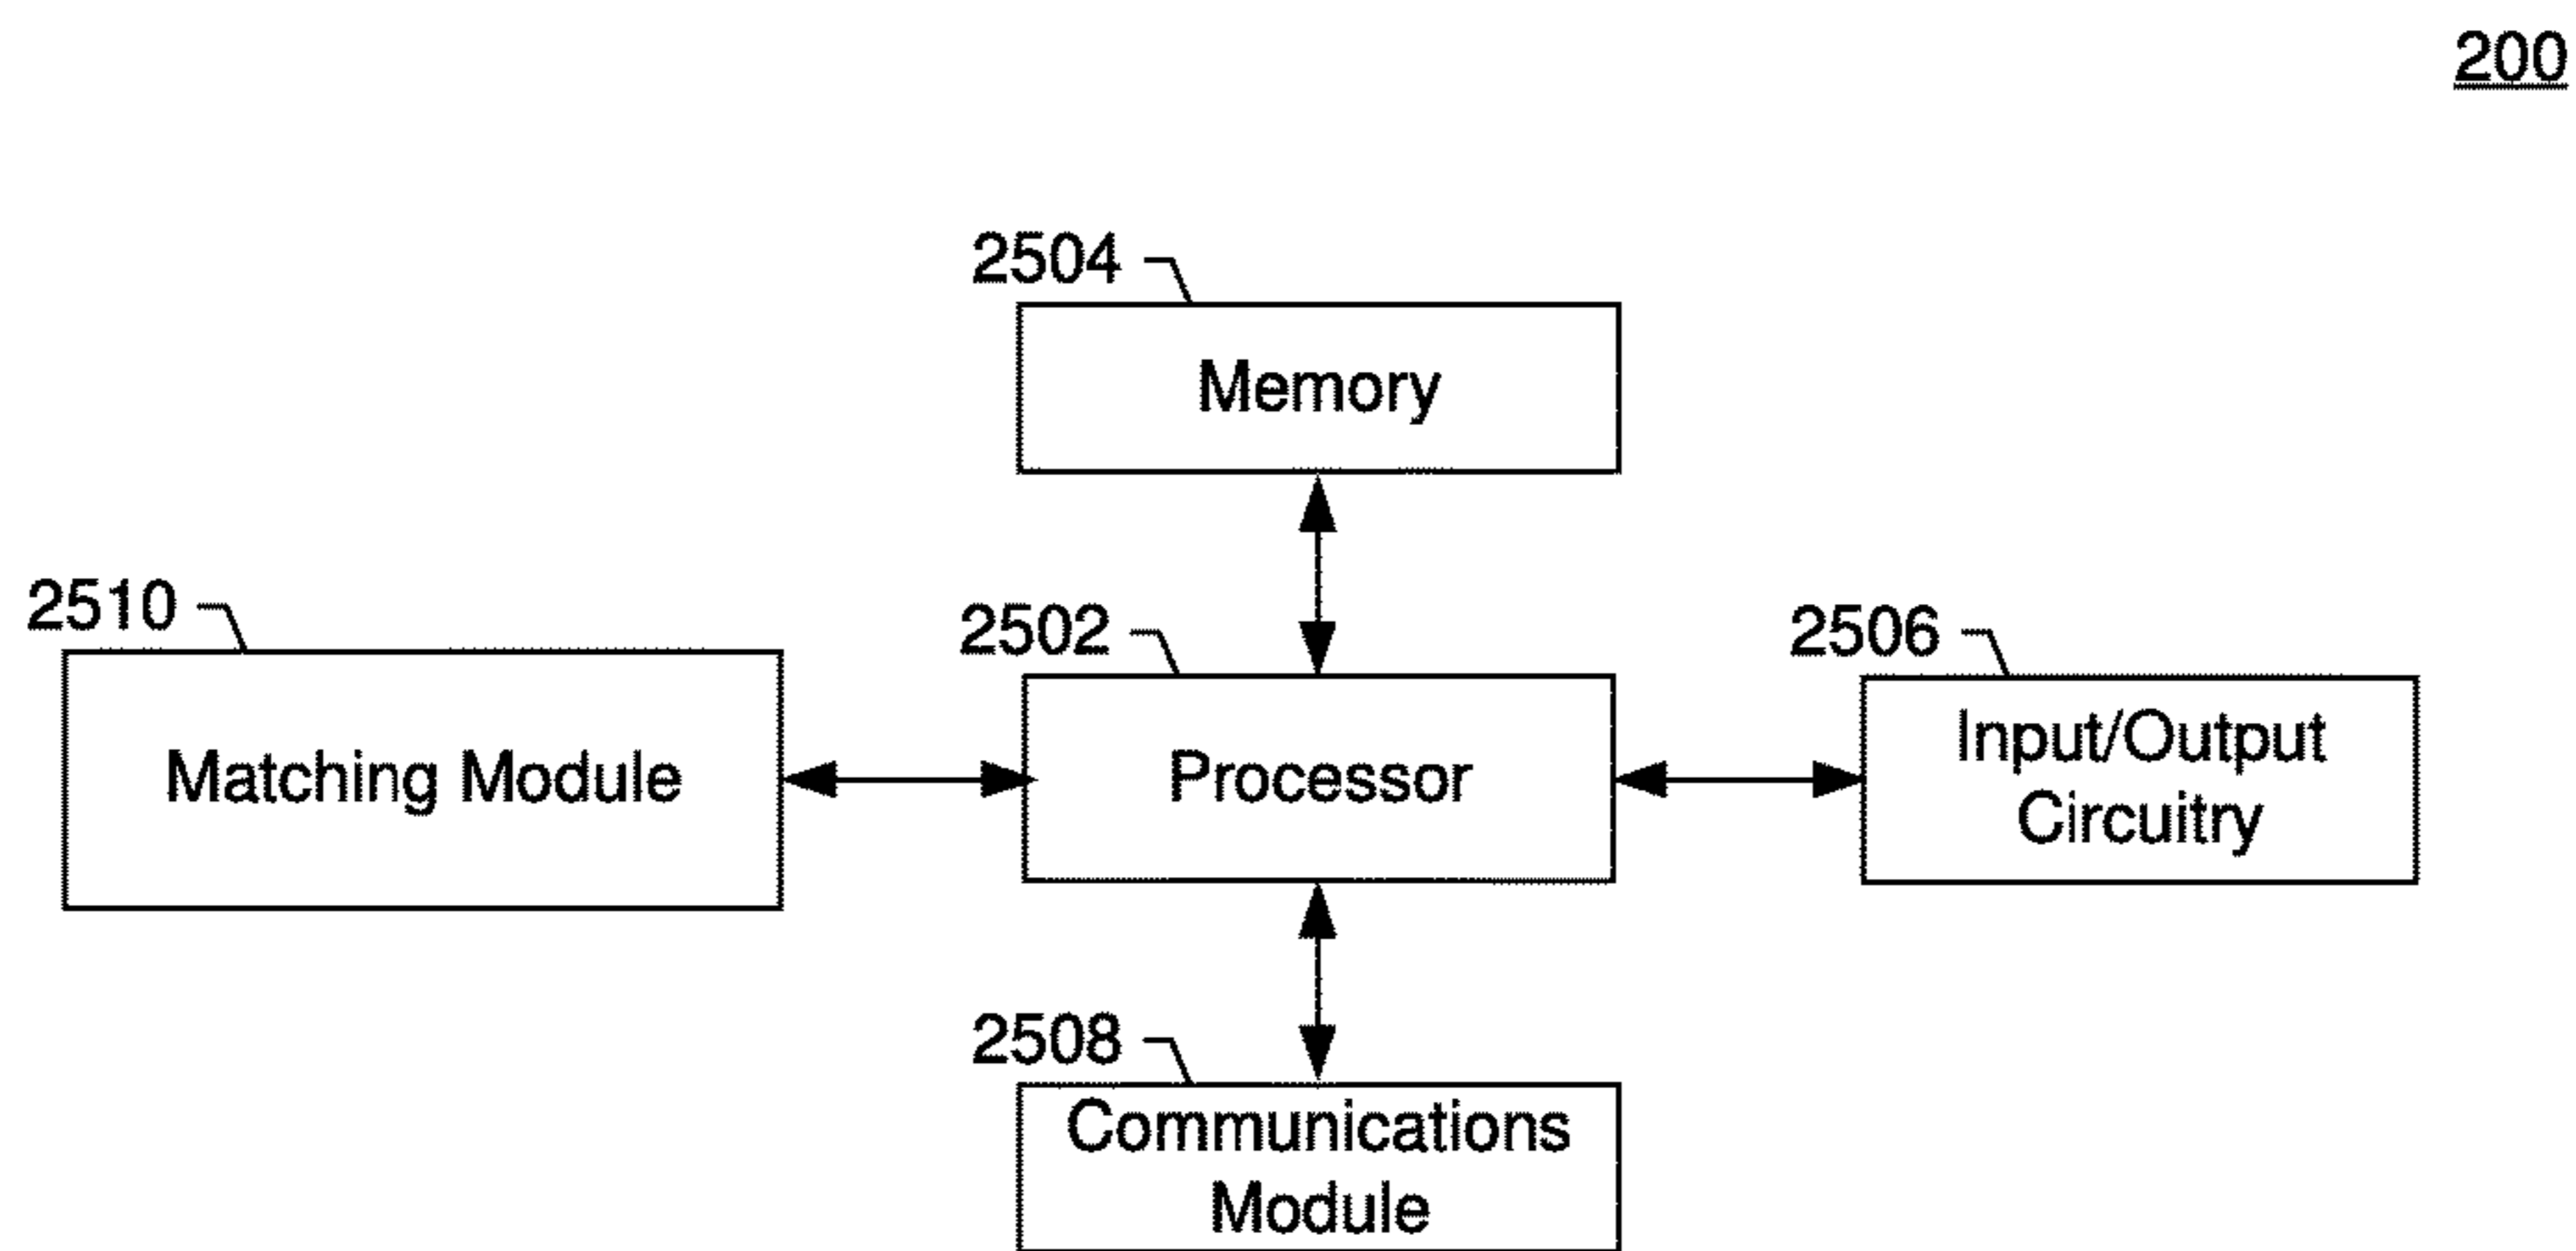 200
2504
Memory
2510
2502
2506
Matching Module
Processor
Input/Output
Circuitry
2508
Communications
Module